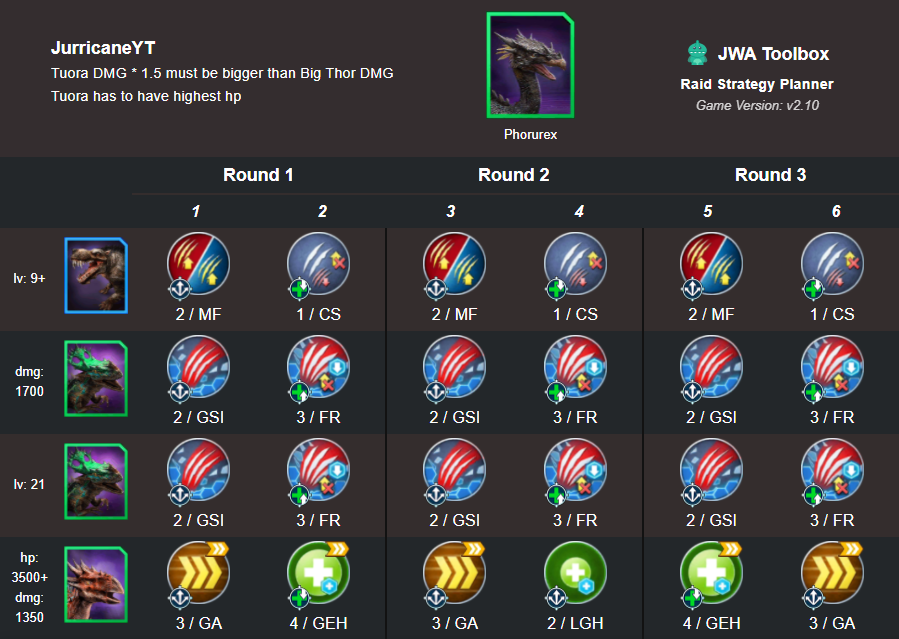 JurricaneYT
Tuora DMG * 1.5 must be bigger than Big Thor DMG
Tuora has to have highest hp
Phorurex
JWA Toolbox
Raid Strategy Planner
Game Version: v2.10
Round 1 Round 2 Round 3
1 2 3 4 5 6
lv: 9+
2 / MF 1 / CS 2 / MF 1 / CS 2 / MF 1 / CS
dmg:
1700
2 / GSI 3 / FR 2 / GSI 3 / FR 2 / GSI 3 / FR
lv: 21
2 / GSI 3 / FR 2 / GSI 3 / FR 2 / GSI 3 / FR
hp:
3500+
dmg:
1350
3 / GA 4 / GEH 3 / GA 2 / LGH 4 / GEH 3 / GA